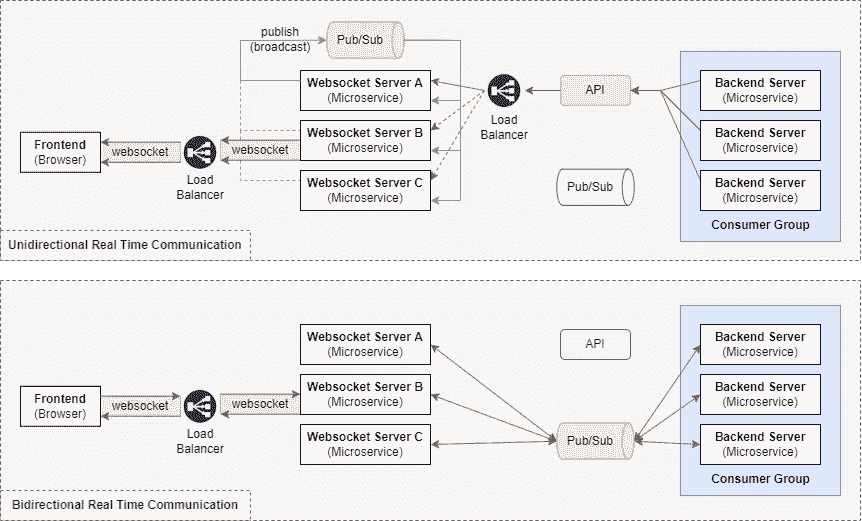 publish
(broadcast)
Pub/Sub
Websocket Server A
(Microservice)
Load
Balancer
API
Backend Server
(Microservice)
Frontend
(Browser)
websocket
Load
Balancer
websocket
Websocket Server B
(Microservice)
Backend Server
(Microservice)
Websocket Server C
(Microservice)
Pub/Sub
Backend Server
(Microservice)
Consumer Group
Unidirectional Real Time Communication
Websocket Server A
(Microservice)
API
Backend Server
(Microservice)
Frontend
(Browser)
websocket
Load
Balancer
websocket
Websocket Server B
(Microservice)
Backend Server
(Microservice)
Websocket Server C
(Microservice)
Pub/Sub
Backend Server
(Microservice)
Consumer Group
Bidirectional Real Time Communication